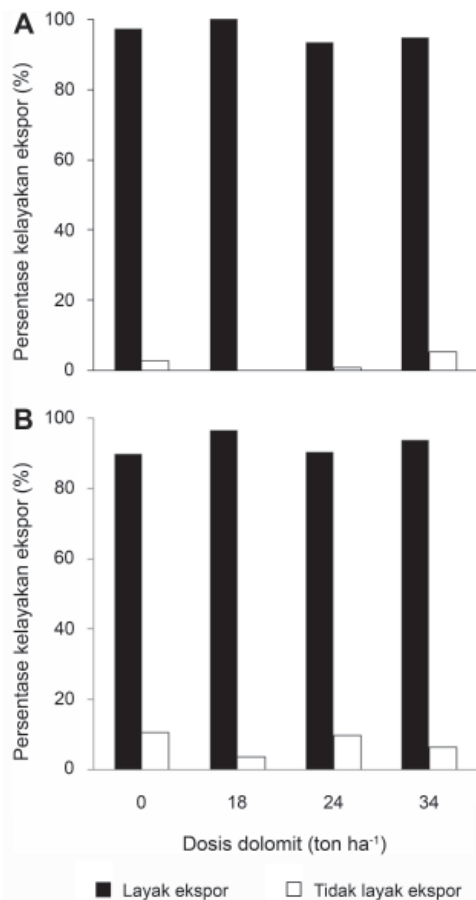 A
Persentase kelayakan ekspor (%)
100
80
60
40
20
0
B
Persentase kelayakan ekspor (%)
100
80
60
40
20
0
0 18 24 34
Dosis dolomit (ton ha⁻¹)
Layak ekspor Tidak layak ekspor